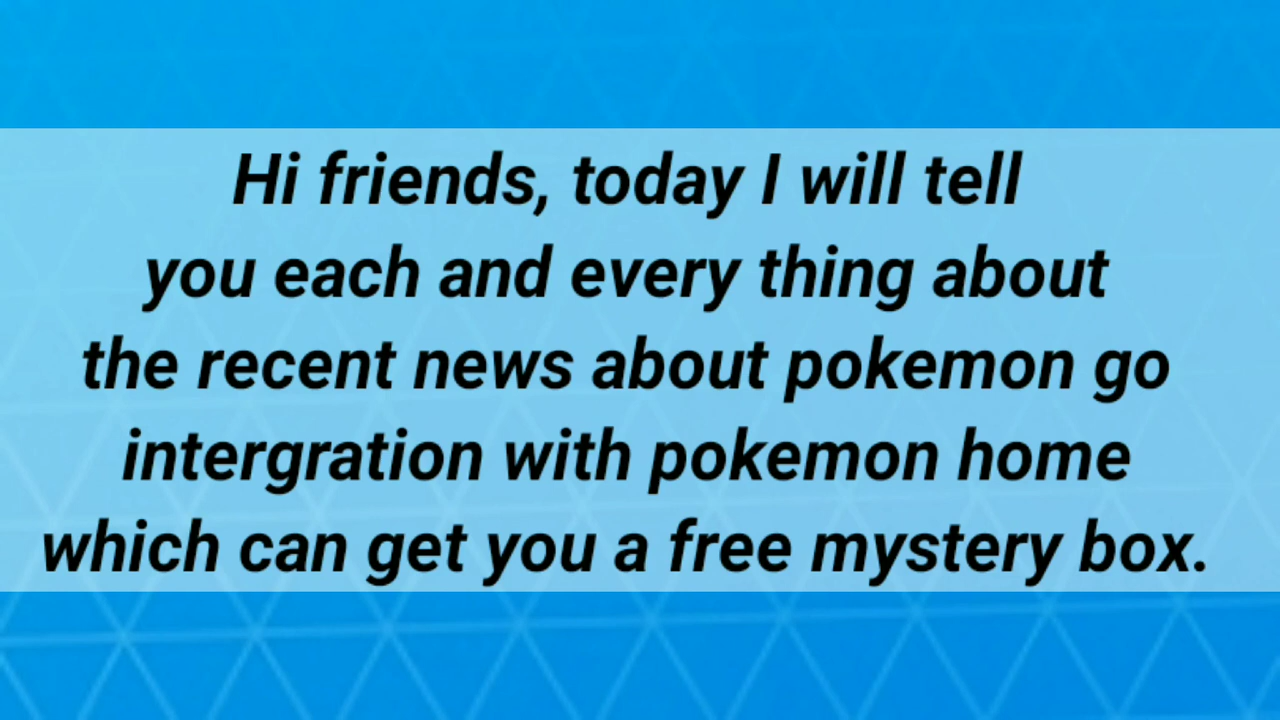 Hi friends, today I will tell
you each and every thing about
the recent news about pokemon go
intergration with pokemon home
which can get you a free mystery box.